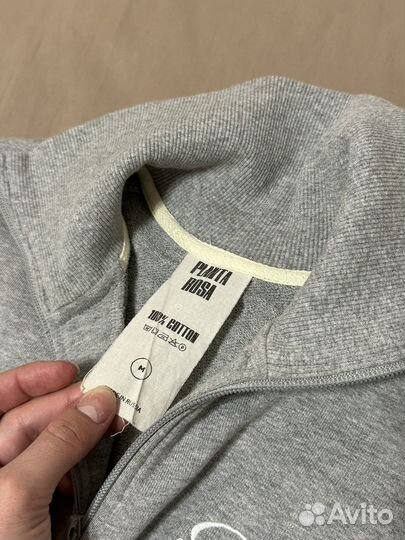 PLANTA
ROSA
100% COTTON
M
IN RUSSIA
Avito